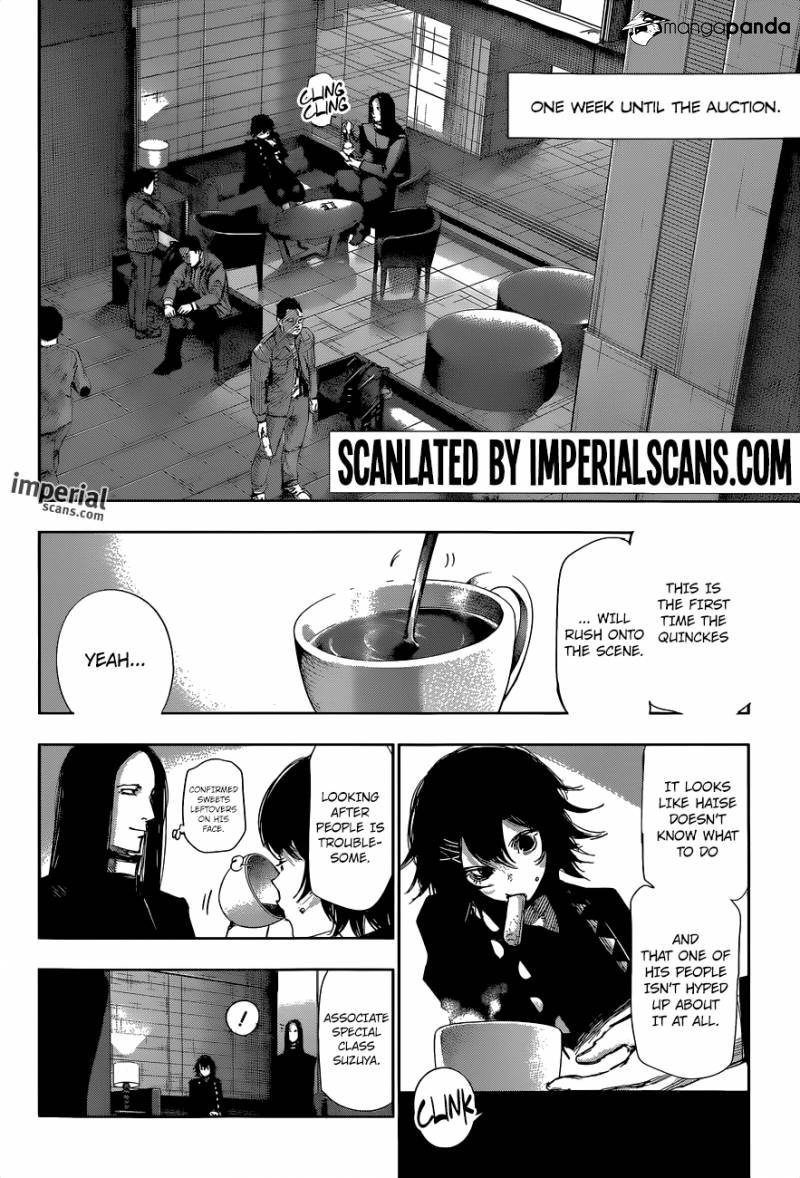 mangapanda
ONE WEEK UNTIL THE AUCTION.
CLING
CLING
SCANLATED BY IMPERIALSCANS.COM
imperial
scans.com
THIS IS
THE FIRST
TIME THE
QUINCKES
... WILL
RUSH ONTO
THE SCENE.
YEAH...
IT LOOKS
LIKE HAISE
DOESN'T
KNOW WHAT
TO DO
AND
THAT ONE OF
HIS PEOPLE
ISN'T HYPED
UP ABOUT
IT AT ALL.
CLINK
LOOKING
AFTER
PEOPLE IS
TROUBLE-
SOME.
CONFIRMED
SWEETS
LEFTOVERS
ON HIS
FACE.
ASSOCIATE
SPECIAL
CLASS
SUZUYA.
!